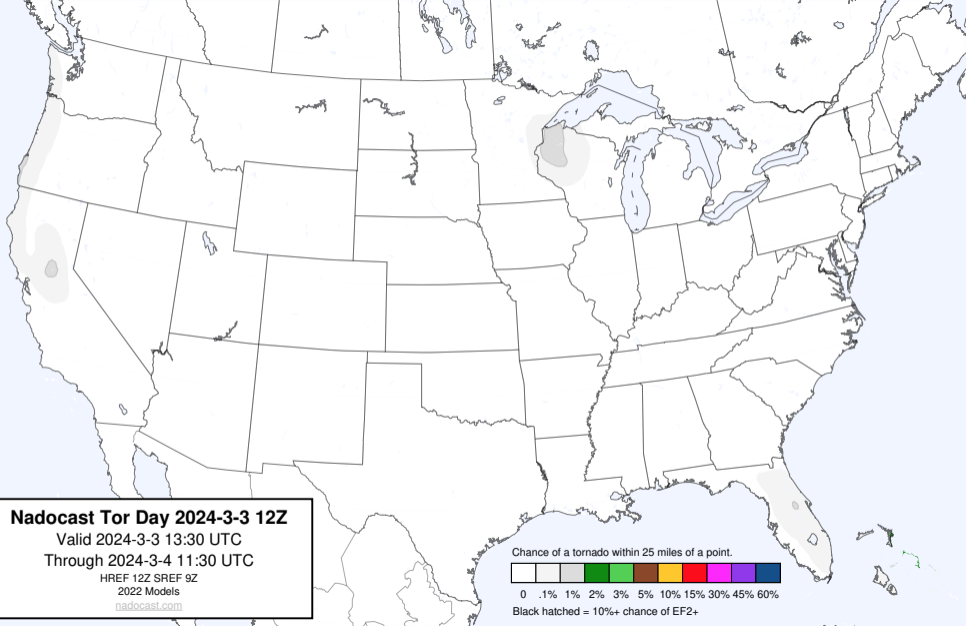 Nadocast Tor Day 2024-3-3 12Z
Valid 2024-3-3 13:30 UTC
Through 2024-3-4 11:30 UTC
HREF 12Z SREF 9Z
2022 Models
nadocast.com
Chance of a tornado within 25 miles of a point.
0 .1% 1% 2% 3% 5% 10% 15% 30% 45% 60%
Black hatched = 10%+ chance of EF2+